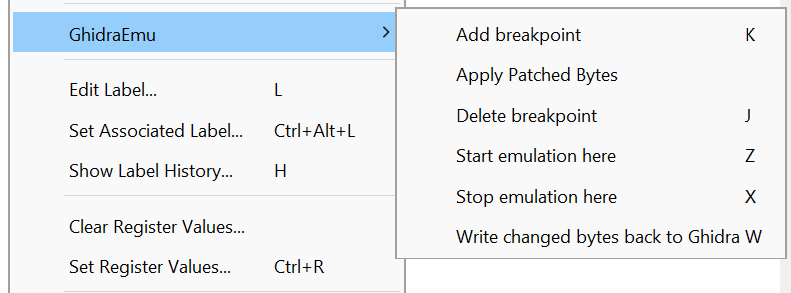 GhidraEmu
Edit Label... L
Set Associated Label... Ctrl+Alt+L
Show Label History... H
Clear Register Values...
Set Register Values... Ctrl+R
Add breakpoint K
Apply Patched Bytes
Delete breakpoint J
Start emulation here Z
Stop emulation here X
Write changed bytes back to Ghidra W